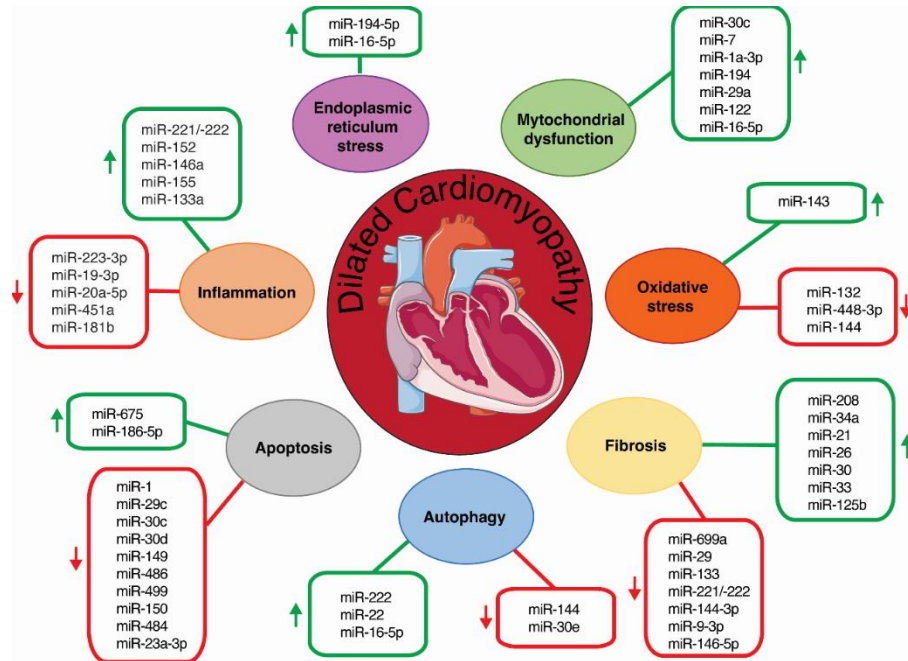 miR-194-5p
miR-16-5p
Endoplasmic
reticulum
stress
miR-30c
miR-7
miR-1a-3p
miR-194
miR-29a
miR-122
miR-16-5p
Mytochondrial
dysfunction
miR-221/-222
miR-152
miR-146a
miR-155
miR-133a
miR-223-3p
miR-19-3p
miR-20a-5p
miR-451a
miR-181b
Inflammation
Dilated Cardiomyopathy
miR-143
Oxidative
stress
miR-132
miR-448-3p
miR-144
miR-675
miR-186-5p
Apoptosis
miR-1
miR-29c
miR-30c
miR-30d
miR-149
miR-486
miR-499
miR-150
miR-484
miR-23a-3p
Autophagy
miR-222
miR-22
miR-16-5p
miR-144
miR-30e
Fibrosis
miR-208
miR-34a
miR-21
miR-26
miR-30
miR-33
miR-125b
miR-699a
miR-29
miR-133
miR-221/-222
miR-144-3p
miR-9-3p
miR-146-5p